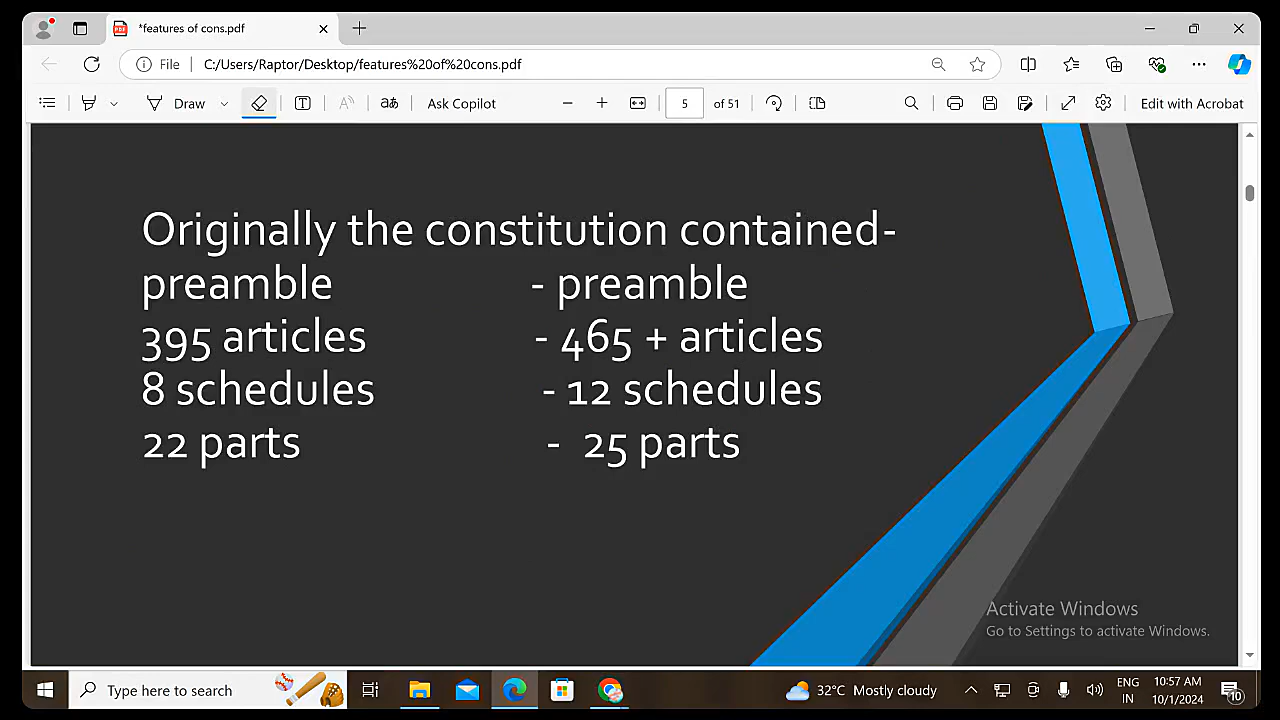 *features of cons.pdf
File
C:/Users/Raptor/Desktop/features%20of%20cons.pdf
Draw
Ask Copilot
5 of 51
Edit with Acrobat
Originally the constitution contained-
preamble - preamble
395 articles - 465 + articles
8 schedules - 12 schedules
22 parts - 25 parts
Activate Windows
Go to Settings to activate Windows.
Type here to search
32°C Mostly cloudy
ENG
IN
10:57 AM
10/1/2024
10